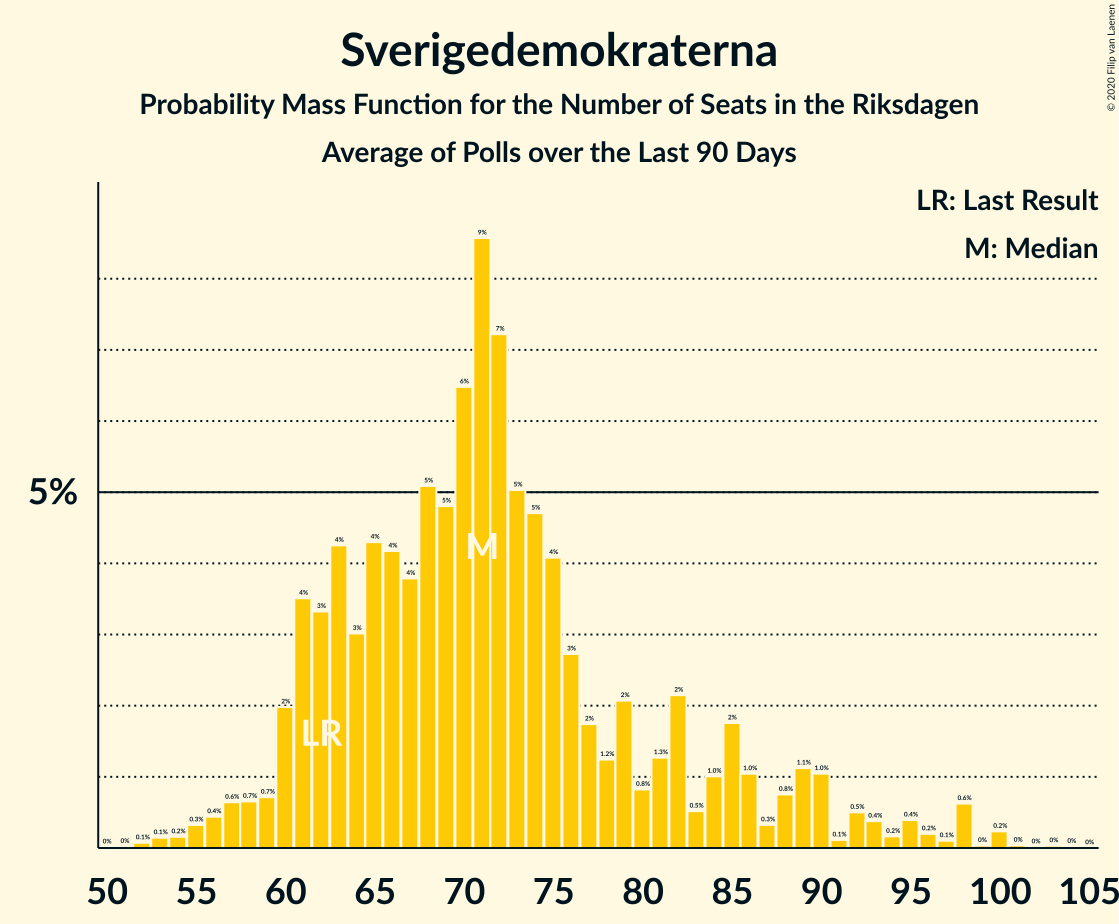 Sverigedemokraterna
Probability Mass Function for the Number of Seats in the Riksdagen
Average of Polls over the Last 90 Days
© 2020 Filip van Laenen
LR: Last Result
M: Median
5%
0% 0% 0.1% 0.1% 0.2% 0.3% 0.4% 0.6% 0.7% 0.7% 2% 4% 3% 4% 3% 4% 4% 4% 5% 5% 6% 9% 7% 5% 5% 4% 3% 2% 1.2% 2% 0.8% 1.3% 2% 0.5% 1.0% 2% 1.0% 0.3% 0.8% 1.1% 1.0% 0.1% 0.5% 0.4% 0.2% 0.4% 0.2% 0.1% 0.6% 0% 0.2% 0% 0% 0% 0% 0%
M
LR
50 55 60 65 70 75 80 85 90 95 100 105